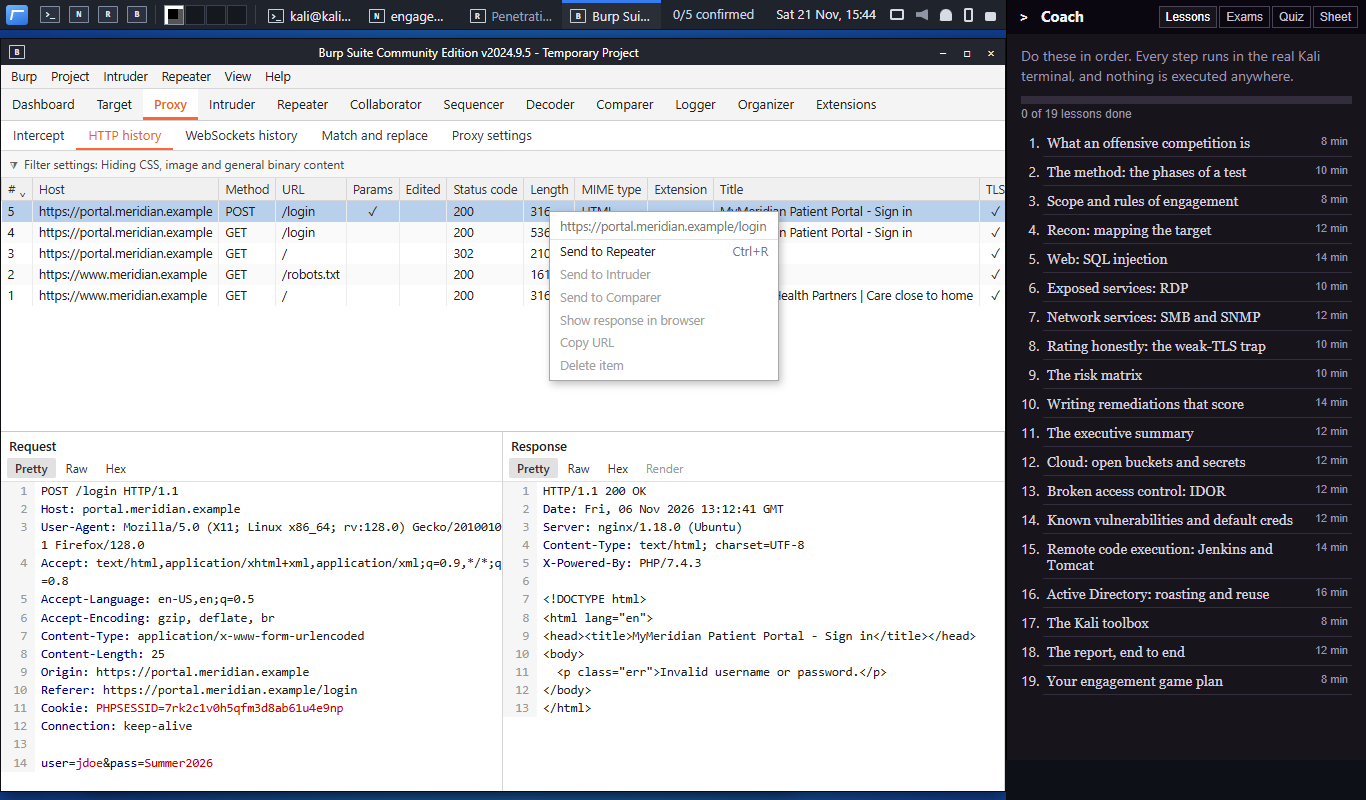 kali@kali...
N
engage...
R
Penetrati...
B
Burp Sui...
0/5 confirmed
Sat 21 Nov, 15:44
N
R
B
B
Burp Suite Community Edition v2024.9.5 - Temporary Project
Burp Project Intruder Repeater View Help
Dashboard Target Proxy Intruder Repeater Collaborator Sequencer Decoder Comparer Logger Organizer Extensions
Intercept HTTP history WebSockets history Match and replace Proxy settings
Filter settings: Hiding CSS, image and general binary content
# Host Method URL Params Edited Status code Length MIME type Extension Title TLS
5 https://portal.meridian.example POST /login ✓ 200 316 HTML MyMeridian Patient Portal - Sign in ✓
4 https://portal.meridian.example GET /login 200 536 n Patient Portal - Sign in ✓
3 https://portal.meridian.example GET / 302 210 ✓
2 https://www.meridian.example GET /robots.txt 200 161 ✓
1 https://www.meridian.example GET / 200 316 Health Partners | Care close to home ✓
https://portal.meridian.example/login
Send to Repeater Ctrl+R
Send to Intruder
Send to Comparer
Show response in browser
Copy URL
Delete item
Request
Pretty Raw Hex
1 POST /login HTTP/1.1
2 Host: portal.meridian.example
3 User-Agent: Mozilla/5.0 (X11; Linux x86_64; rv:128.0) Gecko/2010010
1 Firefox/128.0
4 Accept: text/html,application/xhtml+xml,application/xml;q=0.9,*/*;q
=0.8
5 Accept-Language: en-US,en;q=0.5
6 Accept-Encoding: gzip, deflate, br
7 Content-Type: application/x-www-form-urlencoded
8 Content-Length: 25
9 Origin: https://portal.meridian.example
10 Referer: https://portal.meridian.example/login
11 Cookie: PHPSESSID=7rk2c1v0h5qfm3d8ab61u4e9np
12 Connection: keep-alive
13
14 user=jdoe&pass=Summer2026
Response
Pretty Raw Hex Render
1 HTTP/1.1 200 OK
2 Date: Fri, 06 Nov 2026 13:12:41 GMT
3 Server: nginx/1.18.0 (Ubuntu)
4 Content-Type: text/html; charset=UTF-8
5 X-Powered-By: PHP/7.4.3
6
7 <!DOCTYPE html>
8 <html lang="en">
9 <head><title>MyMeridian Patient Portal - Sign in</title></head>
10 <body>
11 <p class="err">Invalid username or password.</p>
12 </body>
13 </html>
> Coach
Lessons Exams Quiz Sheet
Do these in order. Every step runs in the real Kali
terminal, and nothing is executed anywhere.
0 of 19 lessons done
1. What an offensive competition is 8 min
2. The method: the phases of a test 10 min
3. Scope and rules of engagement 8 min
4. Recon: mapping the target 12 min
5. Web: SQL injection 14 min
6. Exposed services: RDP 10 min
7. Network services: SMB and SNMP 12 min
8. Rating honestly: the weak-TLS trap 10 min
9. The risk matrix 10 min
10. Writing remediations that score 14 min
11. The executive summary 12 min
12. Cloud: open buckets and secrets 12 min
13. Broken access control: IDOR 12 min
14. Known vulnerabilities and default creds 12 min
15. Remote code execution: Jenkins and 14 min
Tomcat
16. Active Directory: roasting and reuse 16 min
17. The Kali toolbox 8 min
18. The report, end to end 12 min
19. Your engagement game plan 8 min